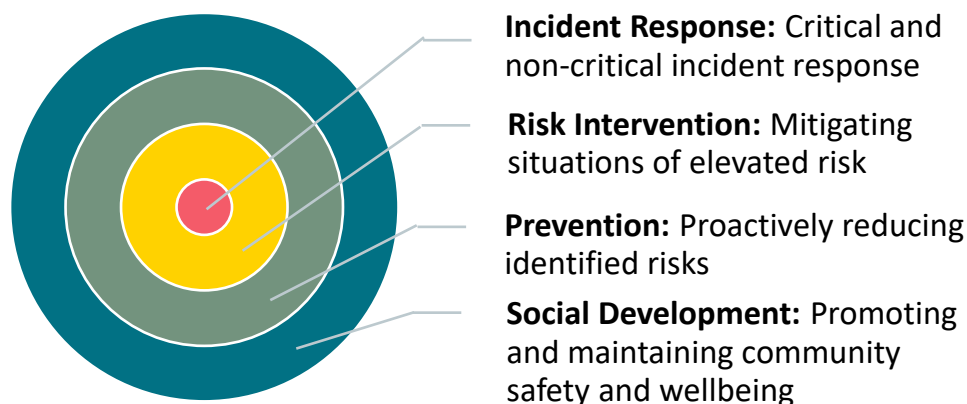 Incident Response: Critical and
non-critical incident response
Risk Intervention: Mitigating
situations of elevated risk
Prevention: Proactively reducing
identified risks
Social Development: Promoting
and maintaining community
safety and wellbeing